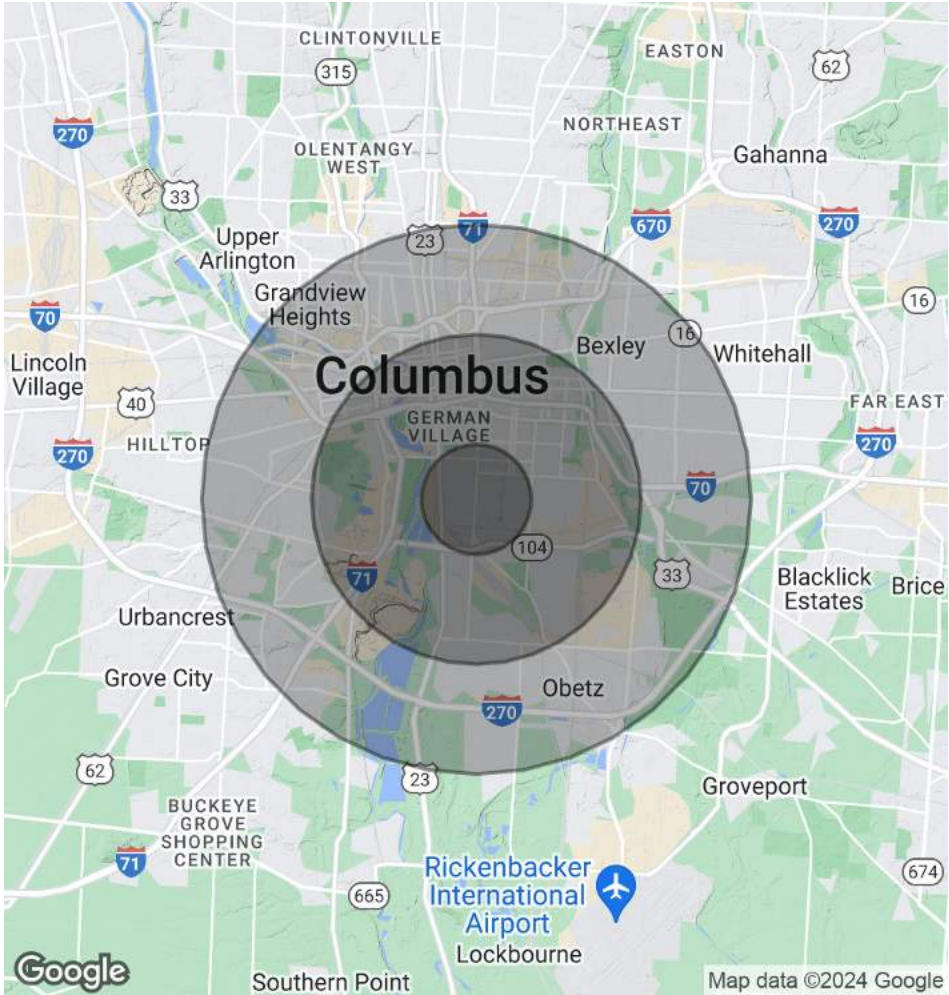 CLINTONVILLE
EASTON
315
62
270
NORTHEAST
OLENTANGY
WEST
Gahanna
33
71
670
270
23
Upper
Arlington
Grandview
Heights
70
16
16
Bexley
Whitehall
Lincoln
Village
Columbus
40
FAR EAST
GERMAN
VILLAGE
HILLTOP
270
270
70
104
71
33
Blacklick
Estates
Brice
Urbancrest
Grove City
Obetz
270
62
23
Groveport
BUCKEYE
GROVE
SHOPPING
CENTER
71
665
Rickenbacker
International
Airport
674
Lockbourne
Google
Southern Point
Map data ©2024 Google